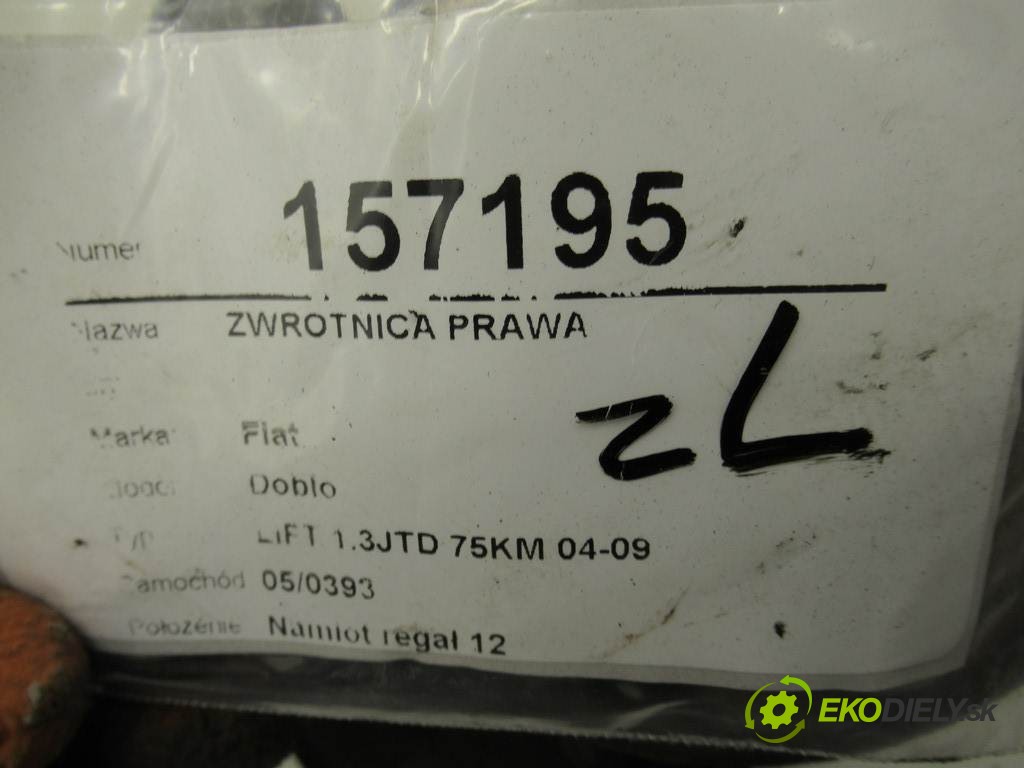 Numer 157195
Nazwa ZWROTNICA PRAWA
zL
Marka Fiat
Doblo
Typ LIFT 1.3JTD 75KM 04-09
Samochód 05/0393
Położenie Namiot regał 12
EKODIELY.sk